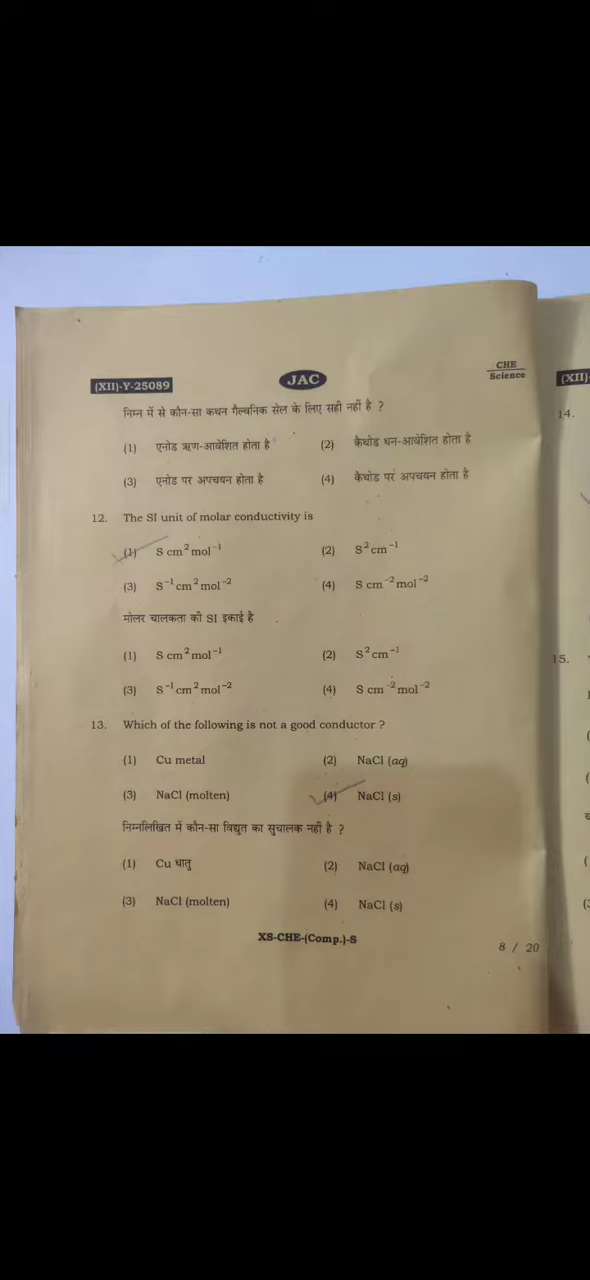 (XII)-Y-25089 JAC CHE
Science
निम्न में से कौन-सा कथन गैल्वनिक सेल के लिए सही नहीं है ?
(1) एनोड ऋण-आवेशित होता है (2) कैथोड धन-आवेशित होता है
(3) एनोड पर अपचयन होता है (4) कैथोड पर अपचयन होता है
12. The SI unit of molar conductivity is
(1) S cm² mol⁻¹ (2) S² cm⁻¹
(3) S⁻¹ cm² mol⁻² (4) S cm⁻² mol⁻²
मोलर चालकता की SI इकाई है
(1) S cm² mol⁻¹ (2) S² cm⁻¹
(3) S⁻¹ cm² mol⁻² (4) S cm⁻² mol⁻²
13. Which of the following is not a good conductor ?
(1) Cu metal (2) NaCl (aq)
(3) NaCl (molten) (4) NaCl (s)
निम्नलिखित में कौन-सा विद्युत का सुचालक नहीं है ?
(1) Cu धातु (2) NaCl (aq)
(3) NaCl (molten) (4) NaCl (s)
XS-CHE-(Comp.)-S
8 / 20
(XII)-
14.
15.